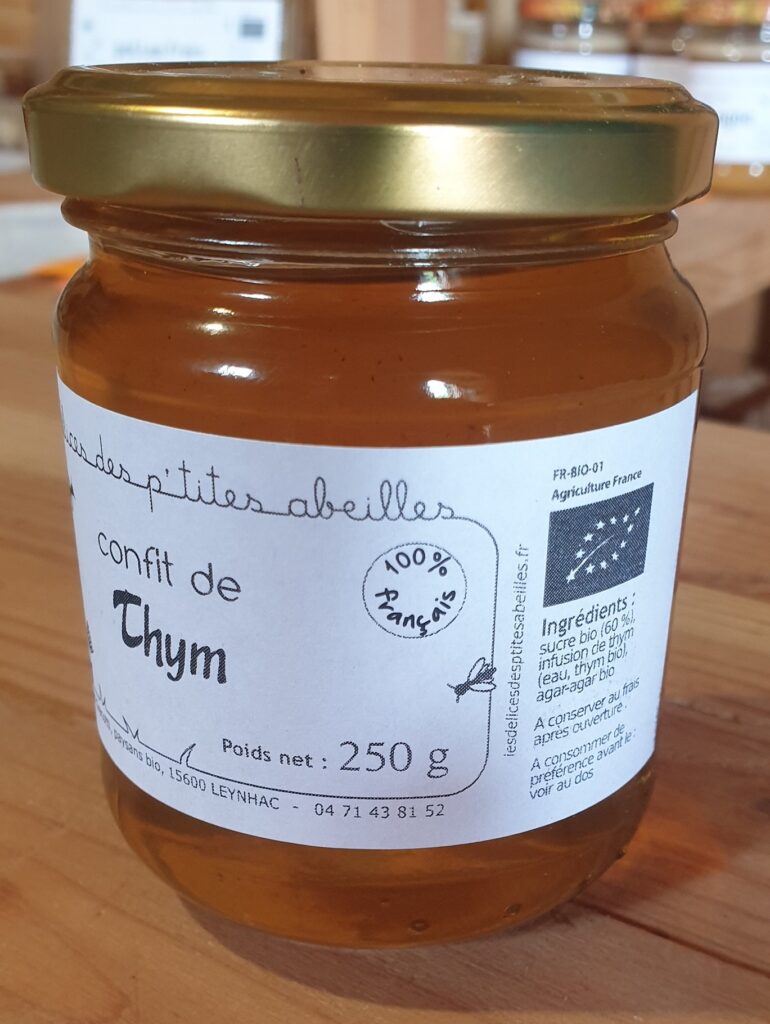 des p'tites abeilles
confit de
Thym
100%
français
Poids net : 250 g
paysans bio, 15600 LEYNHAC - 04 71 43 81 52
lesdelicesdesptitesabeilles.fr
FR-BIO-01
Agriculture France
Ingrédients :
sucre bio (60 %),
infusion de thym
(eau, thym bio),
agar-agar bio
A conserver au frais
après ouverture.
A consommer de
préférence avant le :
voir au dos